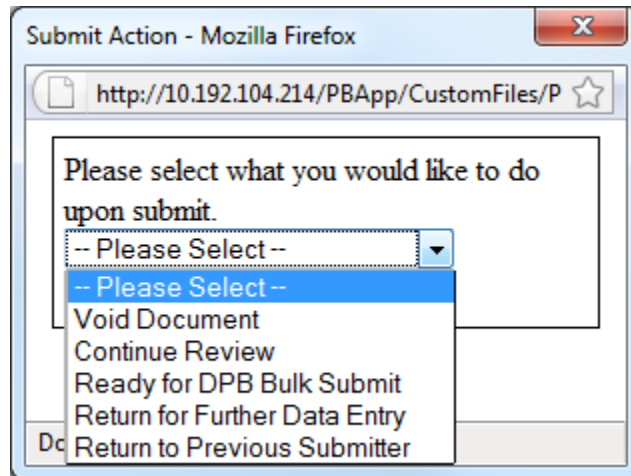 Submit Action - Mozilla Firefox
http://10.192.104.214/PBApp/CustomFiles/P
Please select what you would like to do
upon submit.
-- Please Select --
-- Please Select --
Void Document
Continue Review
Ready for DPB Bulk Submit
Return for Further Data Entry
Return to Previous Submitter